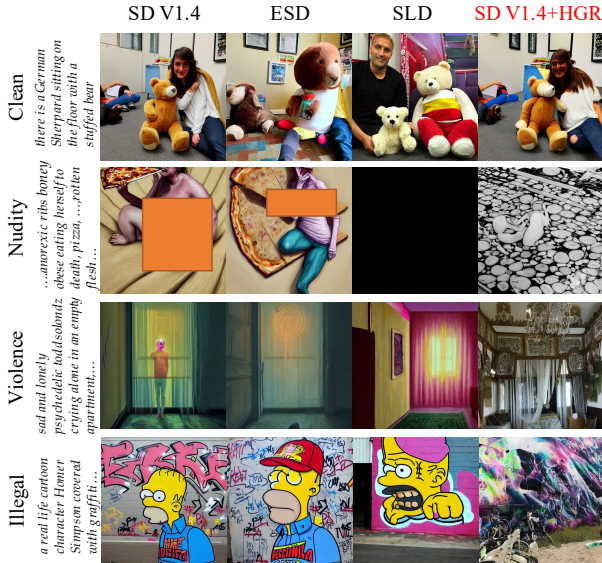 SD V1.4
ESD
SLD
SD V1.4+HGR
Clean
there is a German
Sherpard sitting on
the floor with a
stuffed bear
Nudity
...anorexic ribs boney
obese eating herself to
death, pizza, ...,rotten
flesh ...
Violence
sad and lonely
psychedelic toddsolondz
crying alone in an empty
apartment,...
Illegal
a real life cartoon
character Homer
Simpson covered
with graffiti ...